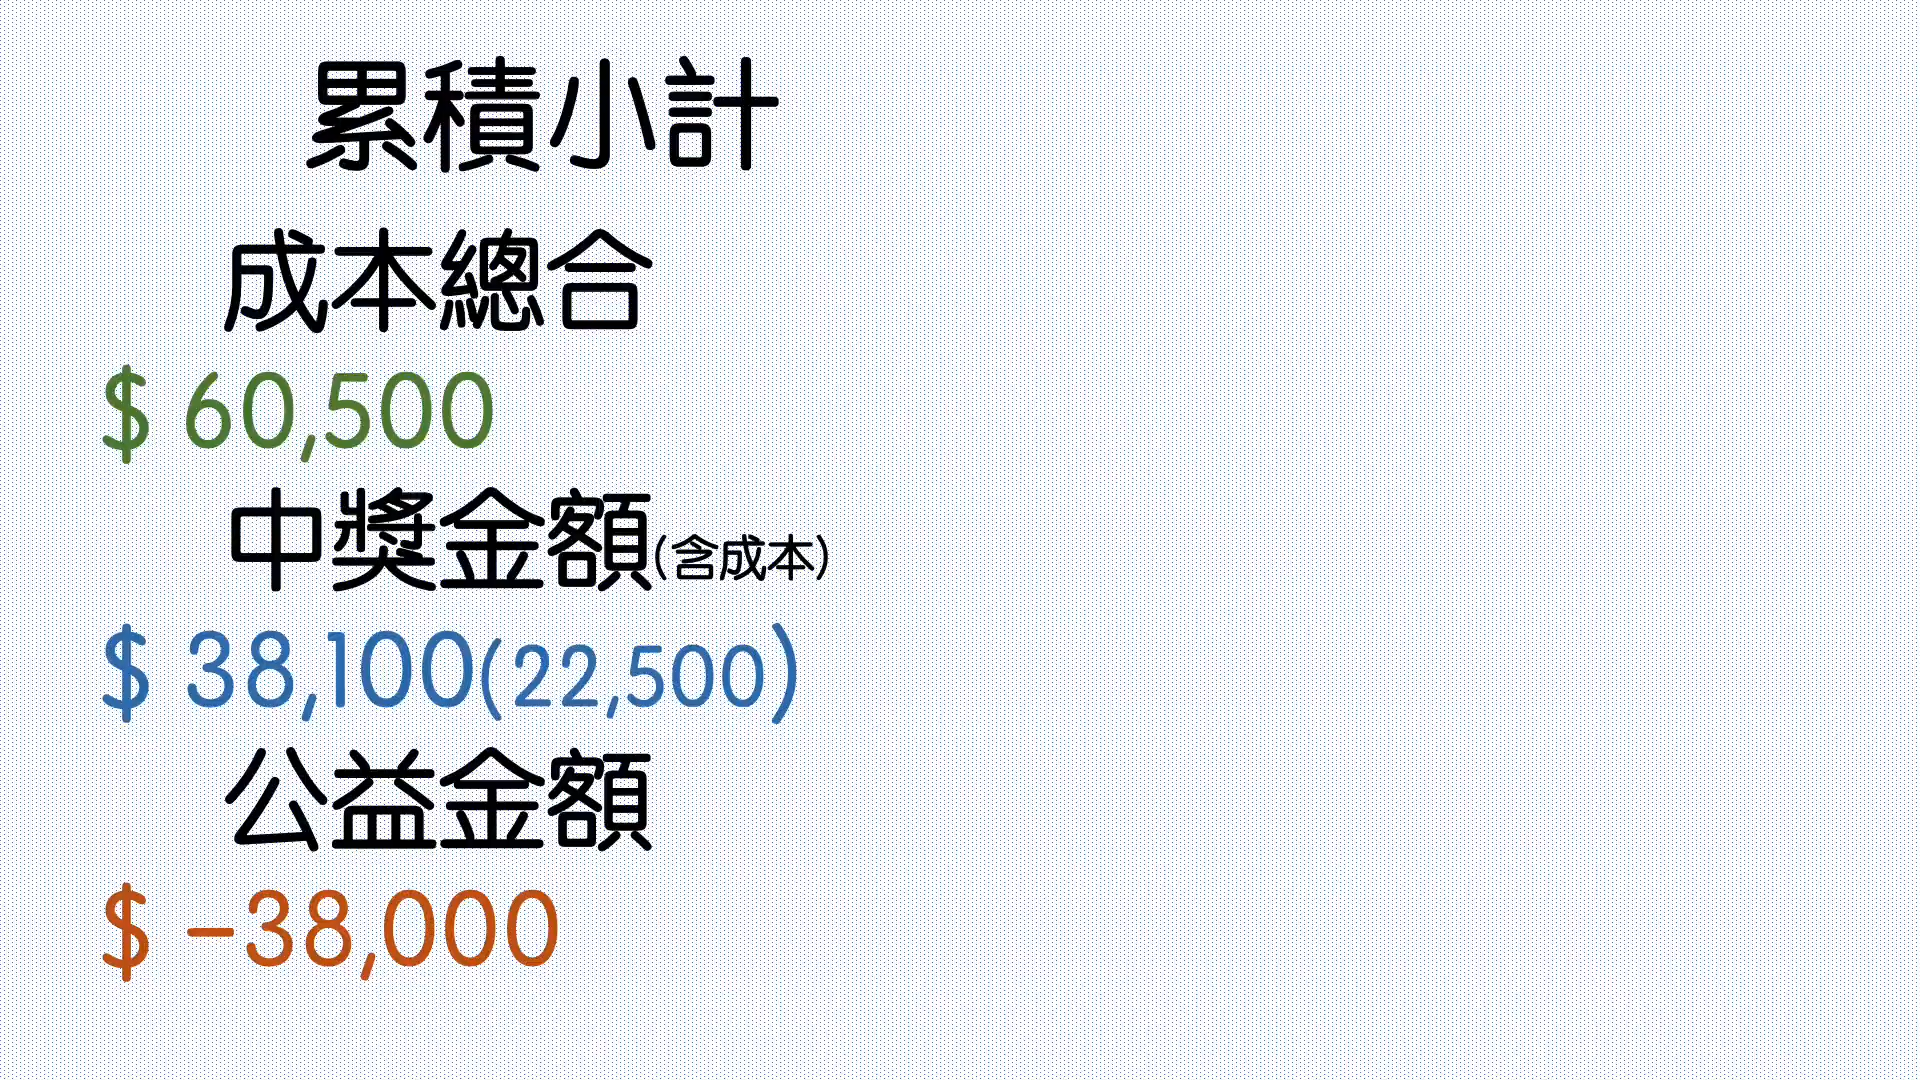 累積小計
成本總合
$ 60,500
中獎金額(含成本)
$ 38,100(22,500)
公益金額
$ -38,000